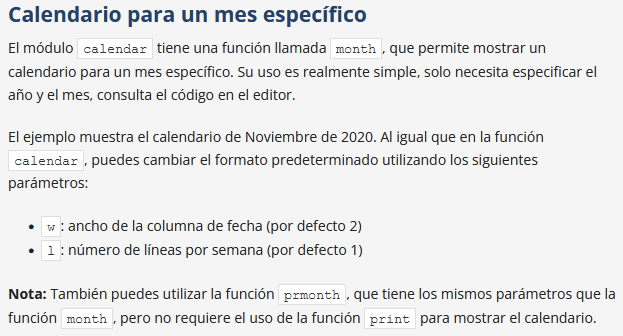 Calendario para un mes específico
El módulo calendar tiene una función llamada month, que permite mostrar un
calendario para un mes específico. Su uso es realmente simple, solo necesita especificar el
año y el mes, consulta el código en el editor.
El ejemplo muestra el calendario de Noviembre de 2020. Al igual que en la función
calendar, puedes cambiar el formato predeterminado utilizando los siguientes
parámetros:
• w: ancho de la columna de fecha (por defecto 2)
• l: número de líneas por semana (por defecto 1)
Nota: También puedes utilizar la función prmonth, que tiene los mismos parámetros que la
función month, pero no requiere el uso de la función print para mostrar el calendario.